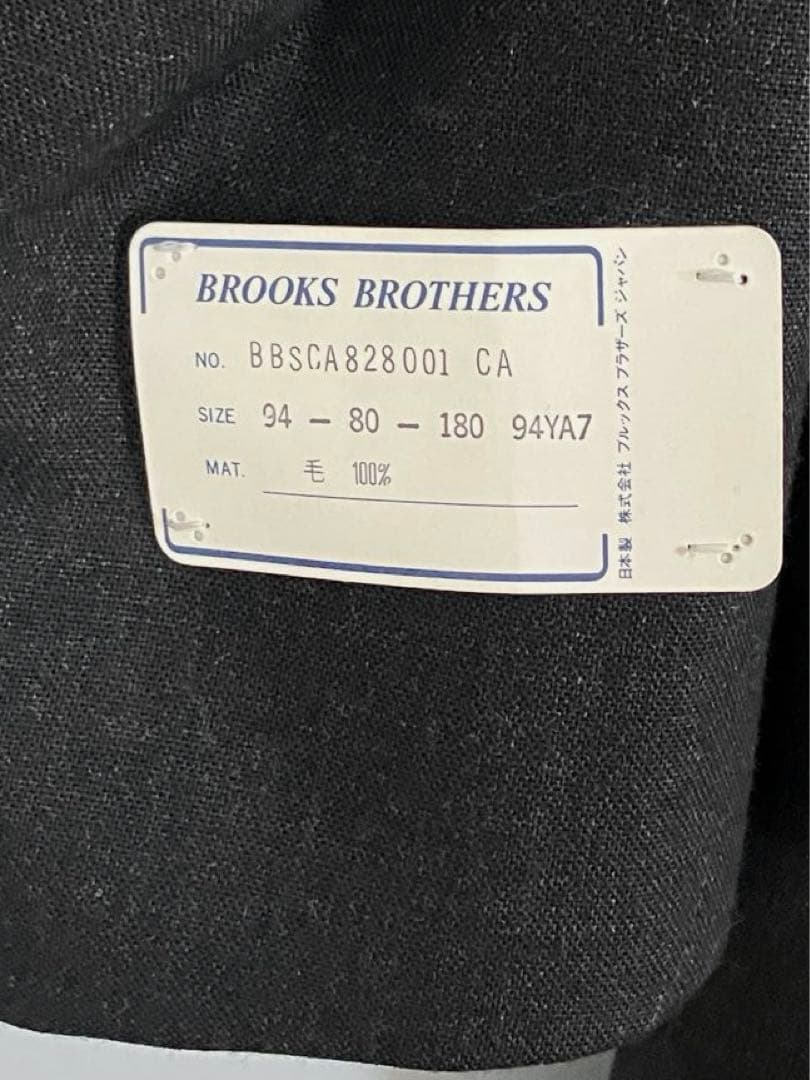 BROOKS BROTHERS
NO. BBSCA828001 CA
SIZE 94 - 80 - 180 94YA7
MAT. 毛 100%
日本製 株式会社 ブルックス ブラザーズ ジャパン